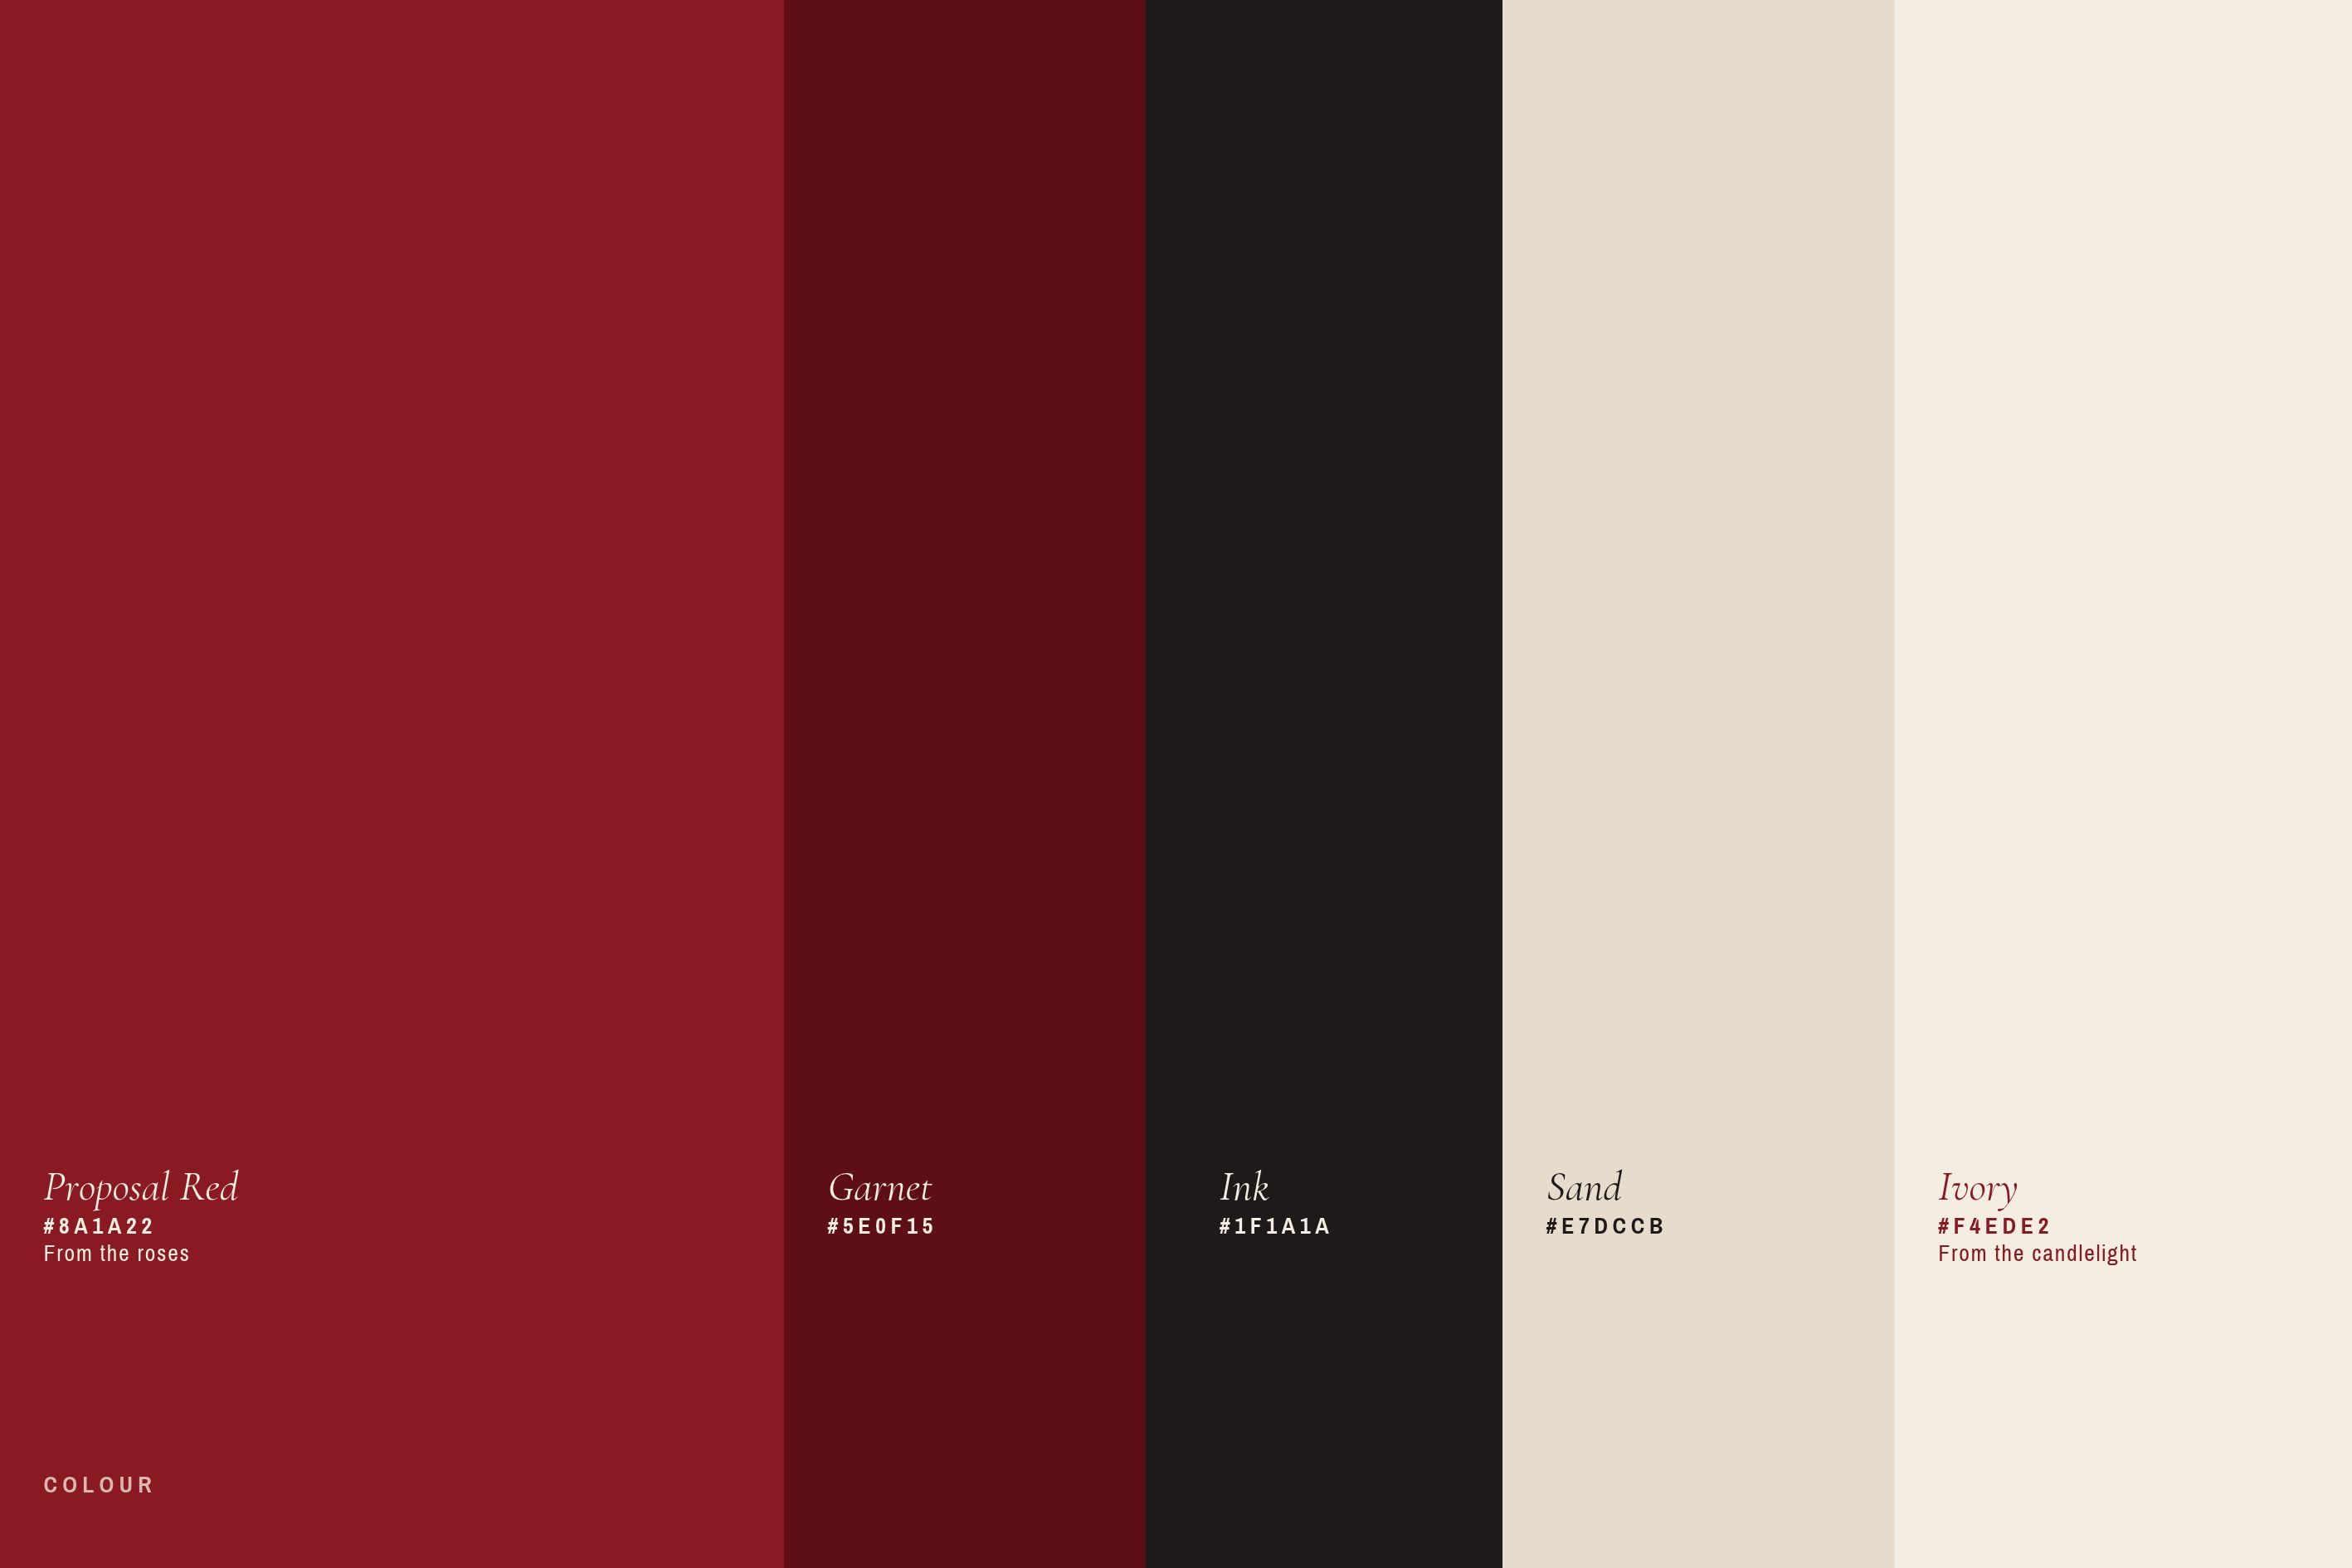 Proposal Red
#8A1A22
From the roses
Garnet
#5E0F15
Ink
#1F1A1A
Sand
#E7DCCB
Ivory
#F4EDE2
From the candlelight
COLOUR